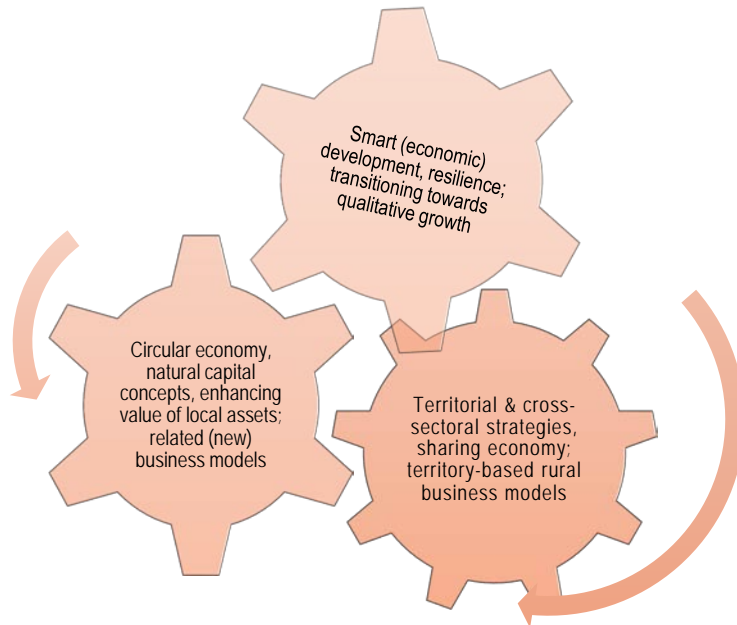 Smart (economic)
development, resilience;
transitioning towards
qualitative growth
Circular economy,
natural capital
concepts, enhancing
value of local assets;
related (new)
business models
Territorial & cross-
sectoral strategies,
sharing economy;
territory-based rural
business models